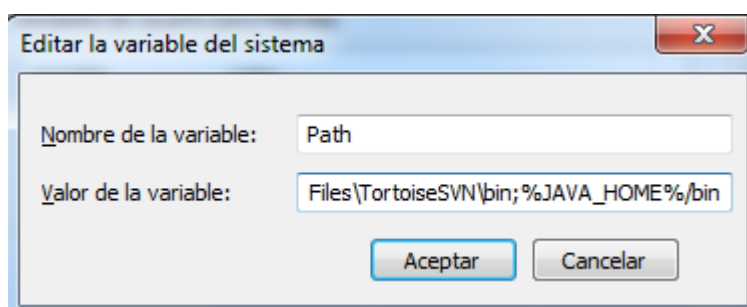 Editar la variable del sistema
Nombre de la variable: Path
Valor de la variable: Files\TortoiseSVN\bin;%JAVA_HOME%/bin
Aceptar Cancelar